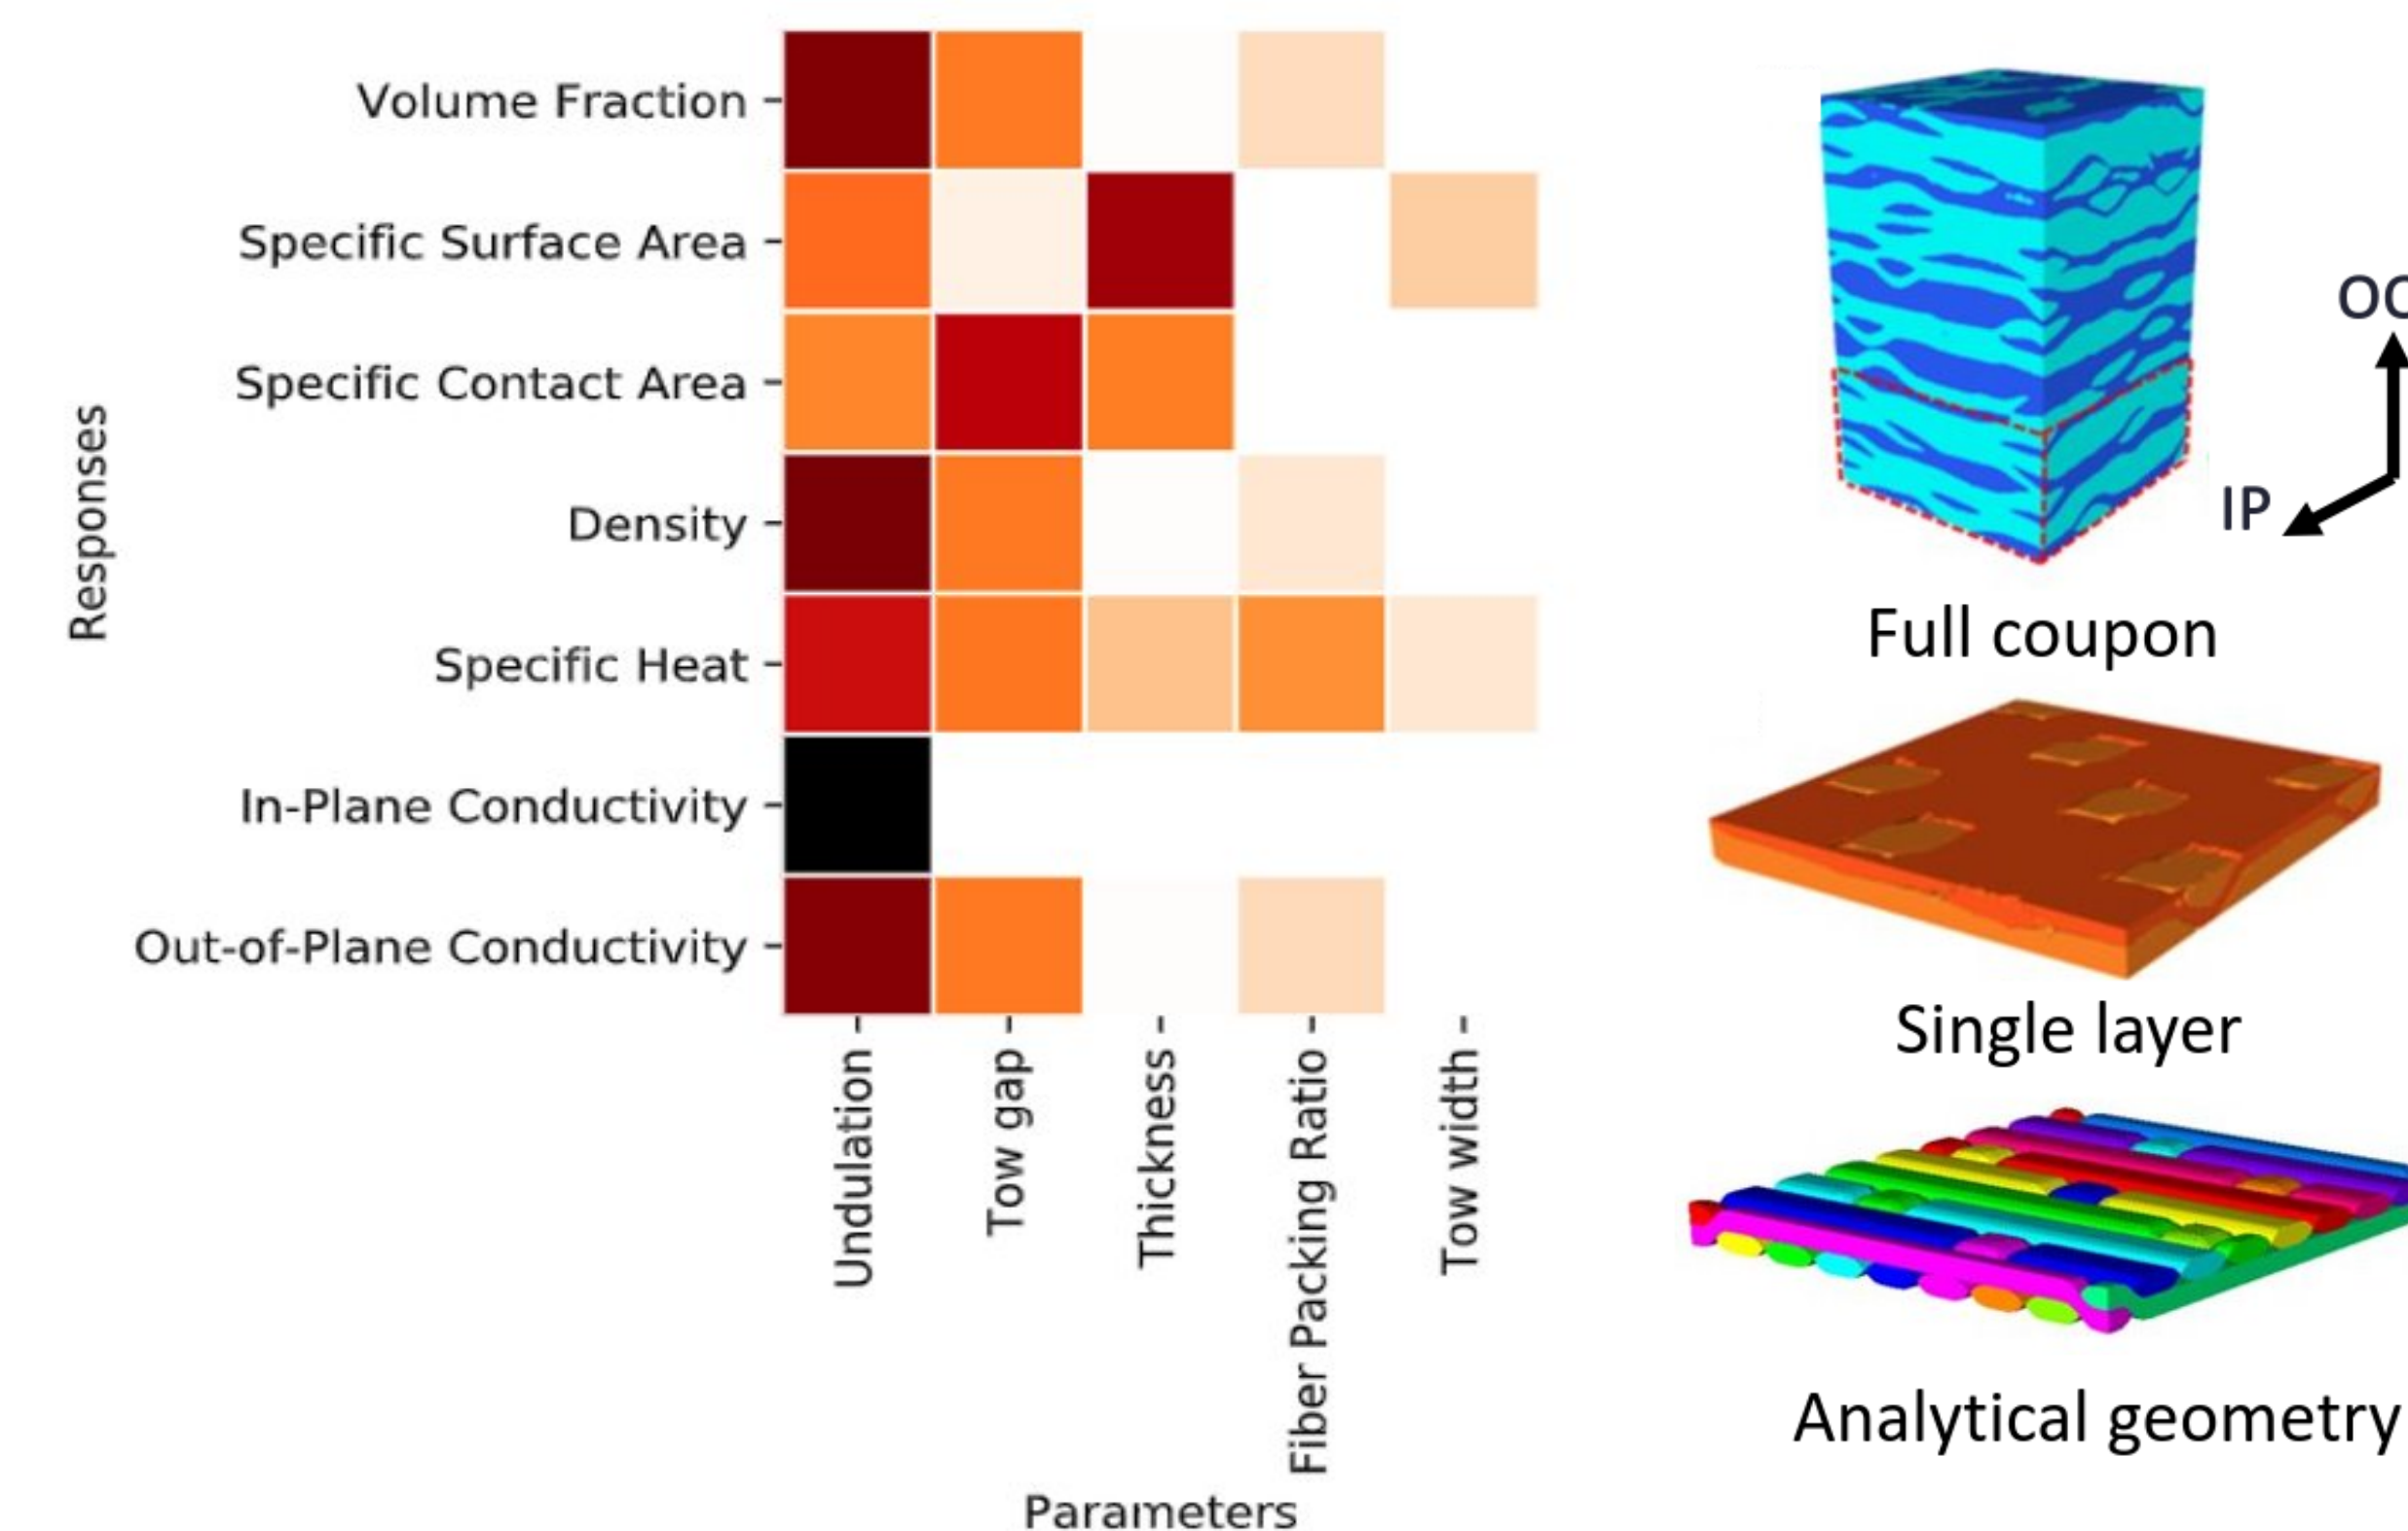 Responses
Volume Fraction
Specific Surface Area
Specific Contact Area
Density
Specific Heat
In-Plane Conductivity
Out-of-Plane Conductivity
Undulation
Tow gap
Thickness
Fiber Packing Ratio
Tow width
Parameters
IP
Full coupon
Single layer
Analytical geometry